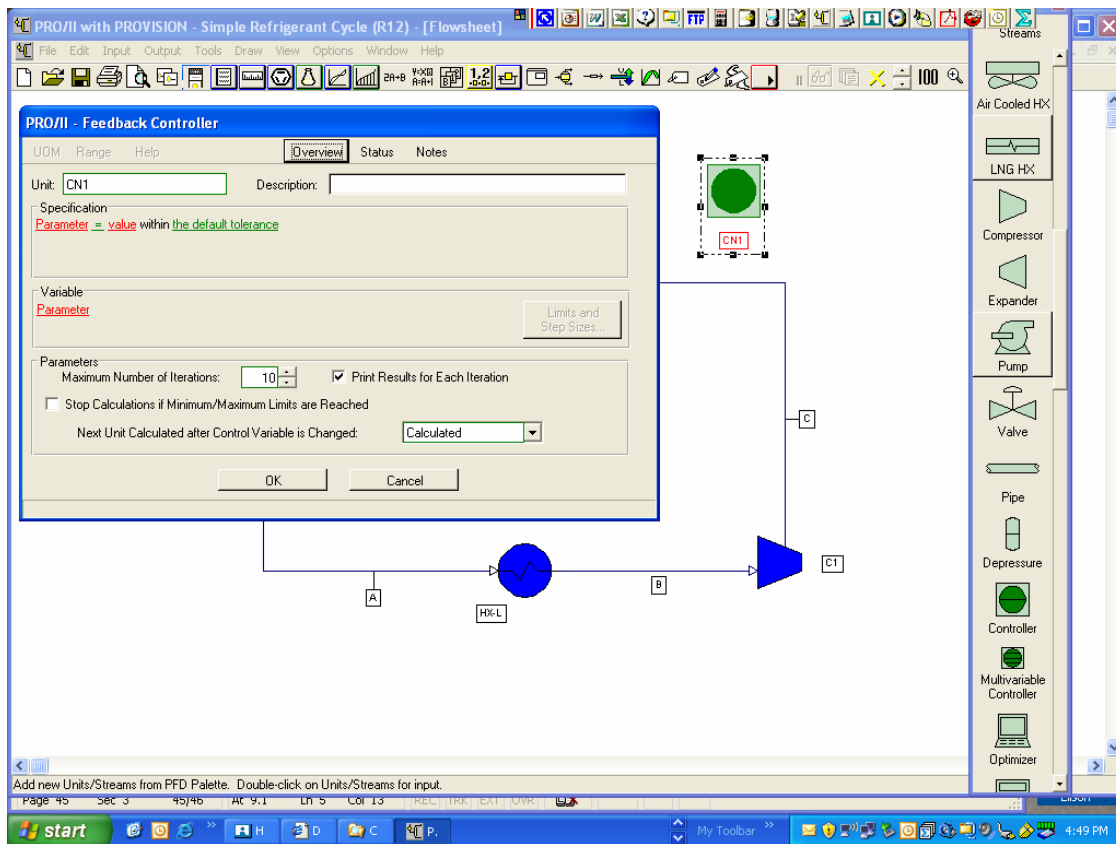 PRO/II with PROVISION - Simple Refrigerant Cycle (R12) - [Flowsheet]
File Edit Input Output Tools Draw View Options Window Help
FTP
2A+B
1.2
100
PRO/II - Feedback Controller
UOM Range Help Overview Status Notes
Unit: CN1 Description:
Specification
Parameter = value within the default tolerance
Variable
Parameter
Limits and
Step Sizes...
Parameters
Maximum Number of Iterations: 10 Print Results for Each Iteration
Stop Calculations if Minimum/Maximum Limits are Reached
Next Unit Calculated after Control Variable is Changed: Calculated
OK Cancel
CN1
C
C1
B
A
HX-L
Streams
Air Cooled HX
LNG HX
Compressor
Expander
Pump
Valve
Pipe
Depressure
Controller
Multivariable
Controller
Optimizer
Add new Units/Streams from PFD Palette. Double-click on Units/Streams for input.
Page 45 Sec 3 45/46 At 9.1 Ln 5 Col 13 REC TRK EXT OVR
start H D C P. My Toolbar 4:49 PM